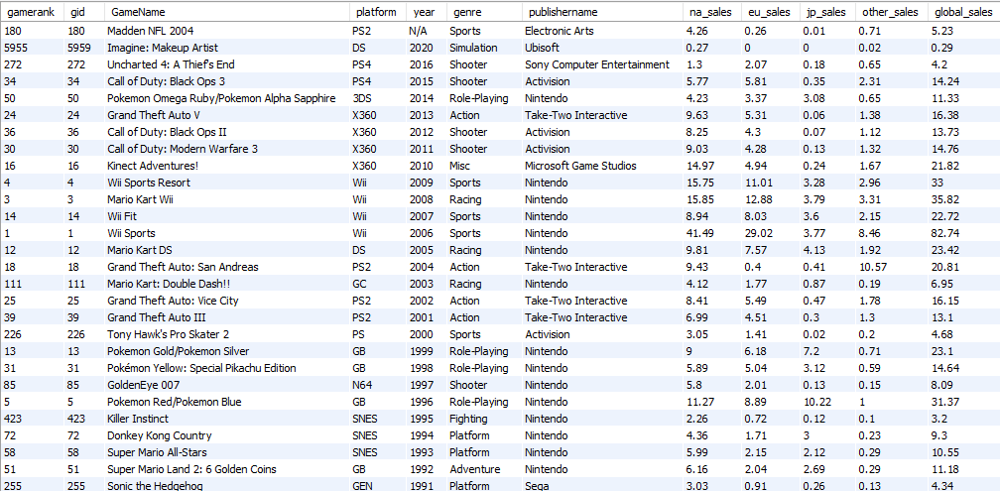 gamerank gid GameName platform year genre publishername na_sales eu_sales jp_sales other_sales global_sales
180 180 Madden NFL 2004 PS2 N/A Sports Electronic Arts 4.26 0.26 0.01 0.71 5.23
5955 5959 Imagine: Makeup Artist DS 2020 Simulation Ubisoft 0.27 0 0 0.02 0.29
272 272 Uncharted 4: A Thief's End PS4 2016 Shooter Sony Computer Entertainment 1.3 2.07 0.18 0.65 4.2
34 34 Call of Duty: Black Ops 3 PS4 2015 Shooter Activision 5.77 5.81 0.35 2.31 14.24
50 50 Pokemon Omega Ruby/Pokemon Alpha Sapphire 3DS 2014 Role-Playing Nintendo 4.23 3.37 3.08 0.65 11.33
24 24 Grand Theft Auto V X360 2013 Action Take-Two Interactive 9.63 5.31 0.06 1.38 16.38
36 36 Call of Duty: Black Ops II X360 2012 Shooter Activision 8.25 4.3 0.07 1.12 13.73
30 30 Call of Duty: Modern Warfare 3 X360 2011 Shooter Activision 9.03 4.28 0.13 1.32 14.76
16 16 Kinect Adventures! X360 2010 Misc Microsoft Game Studios 14.97 4.94 0.24 1.67 21.82
4 4 Wii Sports Resort Wii 2009 Sports Nintendo 15.75 11.01 3.28 2.96 33
3 3 Mario Kart Wii Wii 2008 Racing Nintendo 15.85 12.88 3.79 3.31 35.82
14 14 Wii Fit Wii 2007 Sports Nintendo 8.94 8.03 3.6 2.15 22.72
1 1 Wii Sports Wii 2006 Sports Nintendo 41.49 29.02 3.77 8.46 82.74
12 12 Mario Kart DS DS 2005 Racing Nintendo 9.81 7.57 4.13 1.92 23.42
18 18 Grand Theft Auto: San Andreas PS2 2004 Action Take-Two Interactive 9.43 0.4 0.41 10.57 20.81
111 111 Mario Kart: Double Dash!! GC 2003 Racing Nintendo 4.12 1.77 0.87 0.19 6.95
25 25 Grand Theft Auto: Vice City PS2 2002 Action Take-Two Interactive 8.41 5.49 0.47 1.78 16.15
39 39 Grand Theft Auto III PS2 2001 Action Take-Two Interactive 6.99 4.51 0.3 1.3 13.1
226 226 Tony Hawk's Pro Skater 2 PS 2000 Sports Activision 3.05 1.41 0.02 0.2 4.68
13 13 Pokemon Gold/Pokemon Silver GB 1999 Role-Playing Nintendo 9 6.18 7.2 0.71 23.1
31 31 Pokémon Yellow: Special Pikachu Edition GB 1998 Role-Playing Nintendo 5.89 5.04 3.12 0.59 14.64
85 85 GoldenEye 007 N64 1997 Shooter Nintendo 5.8 2.01 0.13 0.15 8.09
5 5 Pokemon Red/Pokemon Blue GB 1996 Role-Playing Nintendo 11.27 8.89 10.22 1 31.37
423 423 Killer Instinct SNES 1995 Fighting Nintendo 2.26 0.72 0.12 0.1 3.2
72 72 Donkey Kong Country SNES 1994 Platform Nintendo 4.36 1.71 3 0.23 9.3
58 58 Super Mario All-Stars SNES 1993 Platform Nintendo 5.99 2.15 2.12 0.29 10.55
51 51 Super Mario Land 2: 6 Golden Coins GB 1992 Adventure Nintendo 6.16 2.04 2.69 0.29 11.18
255 255 Sonic the Hedgehog GEN 1991 Platform Sega 3.03 0.91 0.26 0.13 4.34